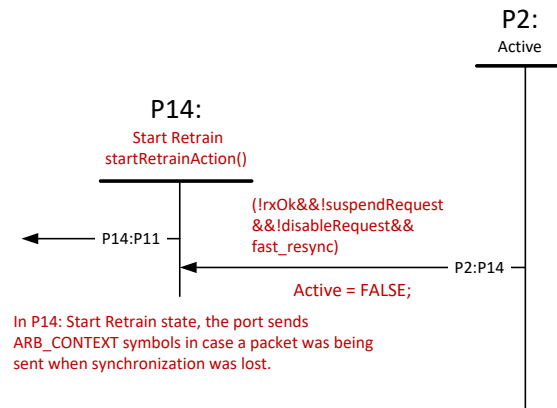 P2:
Active
P14:
Start Retrain
startRetrainAction()
(!rxOk&&!suspendRequest
&&!disableRequest&&
fast_resync)
P14:P11
P2:P14
Active = FALSE;
In P14: Start Retrain state, the port sends
ARB_CONTEXT symbols in case a packet was being
sent when synchronization was lost.